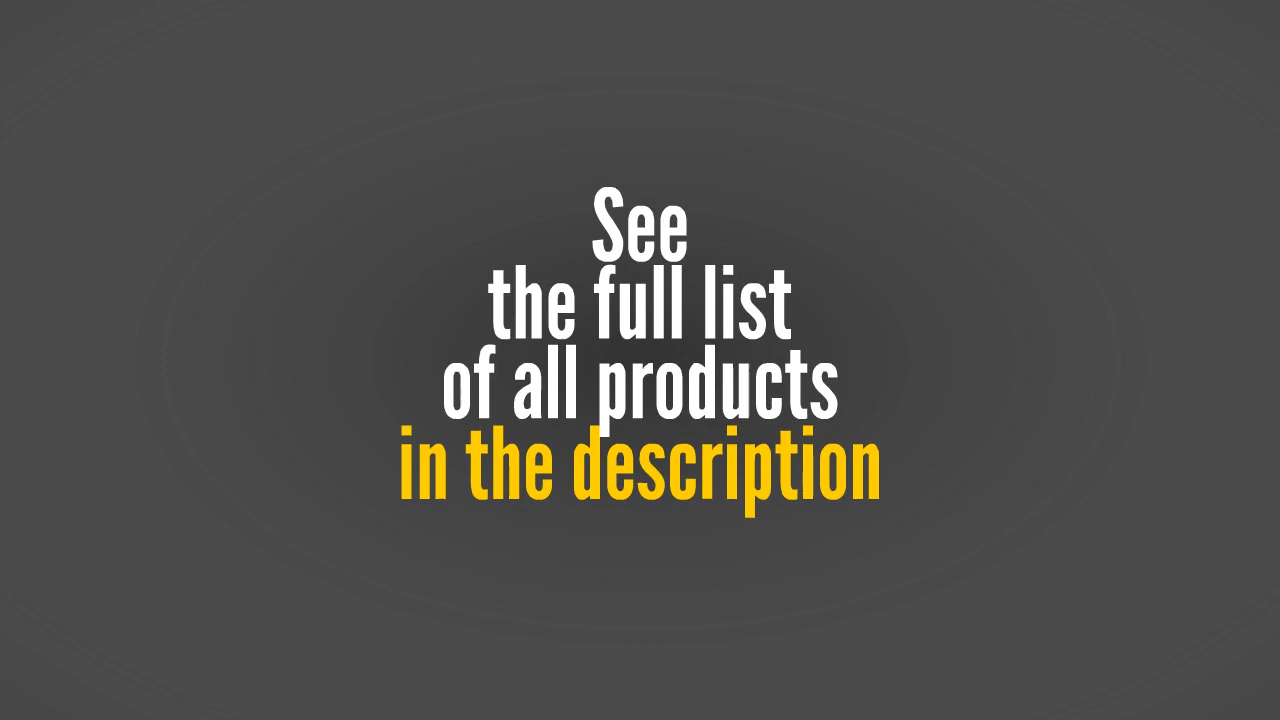 See
the full list
of all products
in the description